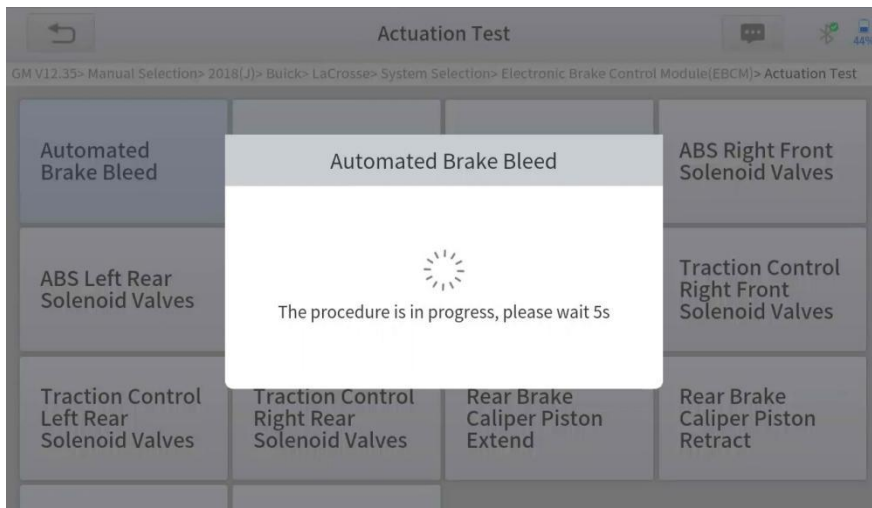 Actuation Test
44%
GM V12.35> Manual Selection> 2018(J)> Buick> LaCrosse> System Selection> Electronic Brake Control Module(EBCM)> Actuation Test
Automated
Brake Bleed
Automated Brake Bleed
ABS Right Front
Solenoid Valves
ABS Left Rear
Solenoid Valves
The procedure is in progress, please wait 5s
Traction Control
Right Front
Solenoid Valves
Traction Control
Left Rear
Solenoid Valves
Traction Control
Right Rear
Solenoid Valves
Rear Brake
Caliper Piston
Extend
Rear Brake
Caliper Piston
Retract